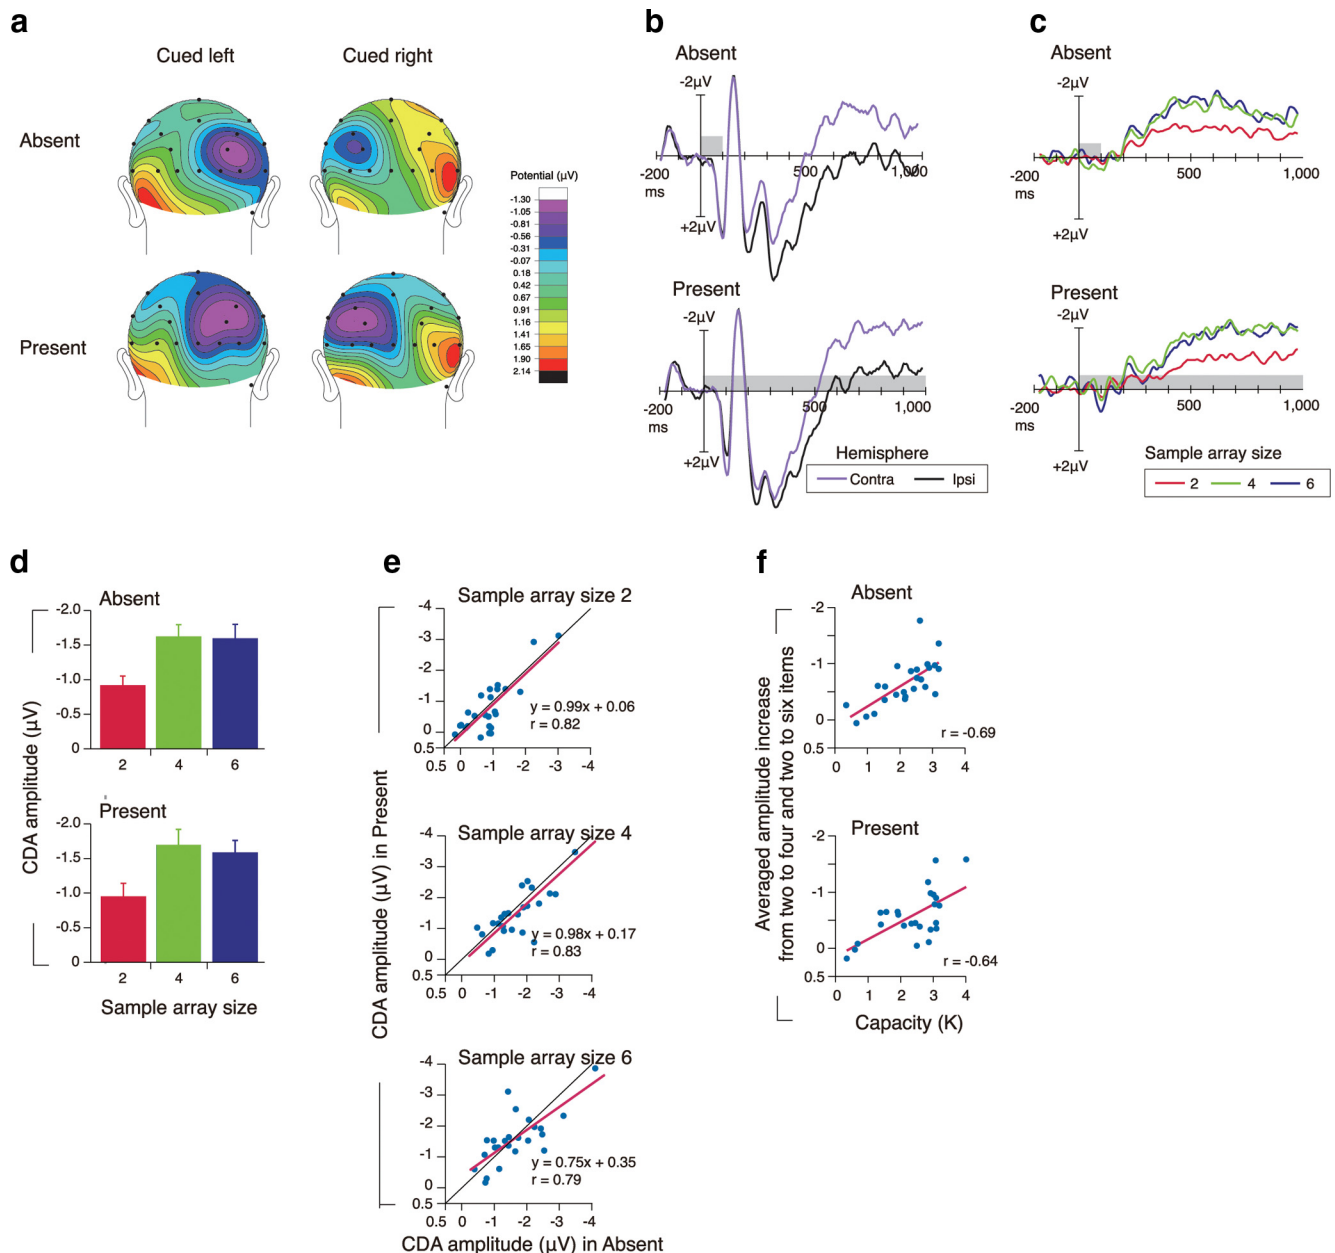 a
Cued left
Cued right
Absent
Present
Potential (μV)
-1.30
-1.05
-0.81
-0.56
-0.31
-0.07
0.18
0.42
0.67
0.91
1.16
1.41
1.65
1.90
2.14
b
Absent
-2μV
-200
ms
500
1,000
+2μV
Present
-2μV
-200
ms
500
1,000
+2μV
Hemisphere
Contra
Ipsi
c
Absent
-2μV
-200
ms
500
1,000
+2μV
Present
-2μV
-200
ms
500
1,000
+2μV
Sample array size
2
4
6
d
Absent
-2.0
-1.5
-1.0
-0.5
0
2
4
6
Present
-2.0
-1.5
-1.0
-0.5
0
2
4
6
CDA amplitude (μV)
Sample array size
e
Sample array size 2
-4
-3
-2
-1
0
0.5
y = 0.99x + 0.06
r = 0.82
0.5 0 -1 -2 -3 -4
Sample array size 4
-4
-3
-2
-1
0
0.5
y = 0.98x + 0.17
r = 0.83
0.5 0 -1 -2 -3 -4
Sample array size 6
-4
-3
-2
-1
0
0.5
y = 0.75x + 0.35
r = 0.79
0.5 0 -1 -2 -3 -4
CDA amplitude (μV) in Present
CDA amplitude (μV) in Absent
f
Absent
-2
-1
0
0.5
r = -0.69
0 1 2 3 4
Present
-2
-1
0
0.5
r = -0.64
0 1 2 3 4
Averaged amplitude increase
from two to four and two to six items
Capacity (K)